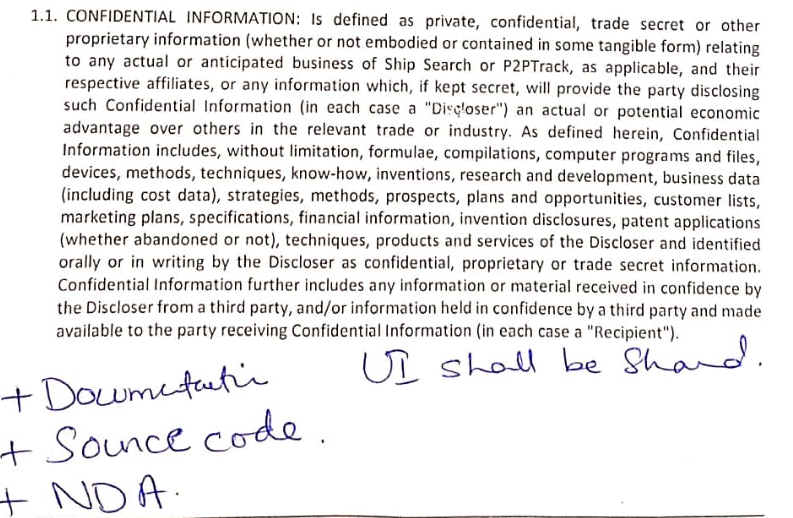 1.1. CONFIDENTIAL INFORMATION: Is defined as private, confidential, trade secret or other
proprietary information (whether or not embodied or contained in some tangible form) relating
to any actual or anticipated business of Ship Search or P2PTrack, as applicable, and their
respective affiliates, or any information which, if kept secret, will provide the party disclosing
such Confidential Information (in each case a "Discloser") an actual or potential economic
advantage over others in the relevant trade or industry. As defined herein, Confidential
Information includes, without limitation, formulae, compilations, computer programs and files,
devices, methods, techniques, know-how, inventions, research and development, business data
(including cost data), strategies, methods, prospects, plans and opportunities, customer lists,
marketing plans, specifications, financial information, invention disclosures, patent applications
(whether abandoned or not), techniques, products and services of the Discloser and identified
orally or in writing by the Discloser as confidential, proprietary or trade secret information.
Confidential Information further includes any information or material received in confidence by
the Discloser from a third party, and/or information held in confidence by a third party and made
available to the party receiving Confidential Information (in each case a "Recipient").
UI shall be Shared.
+ Documentation
+ Source code.
+ NDA.